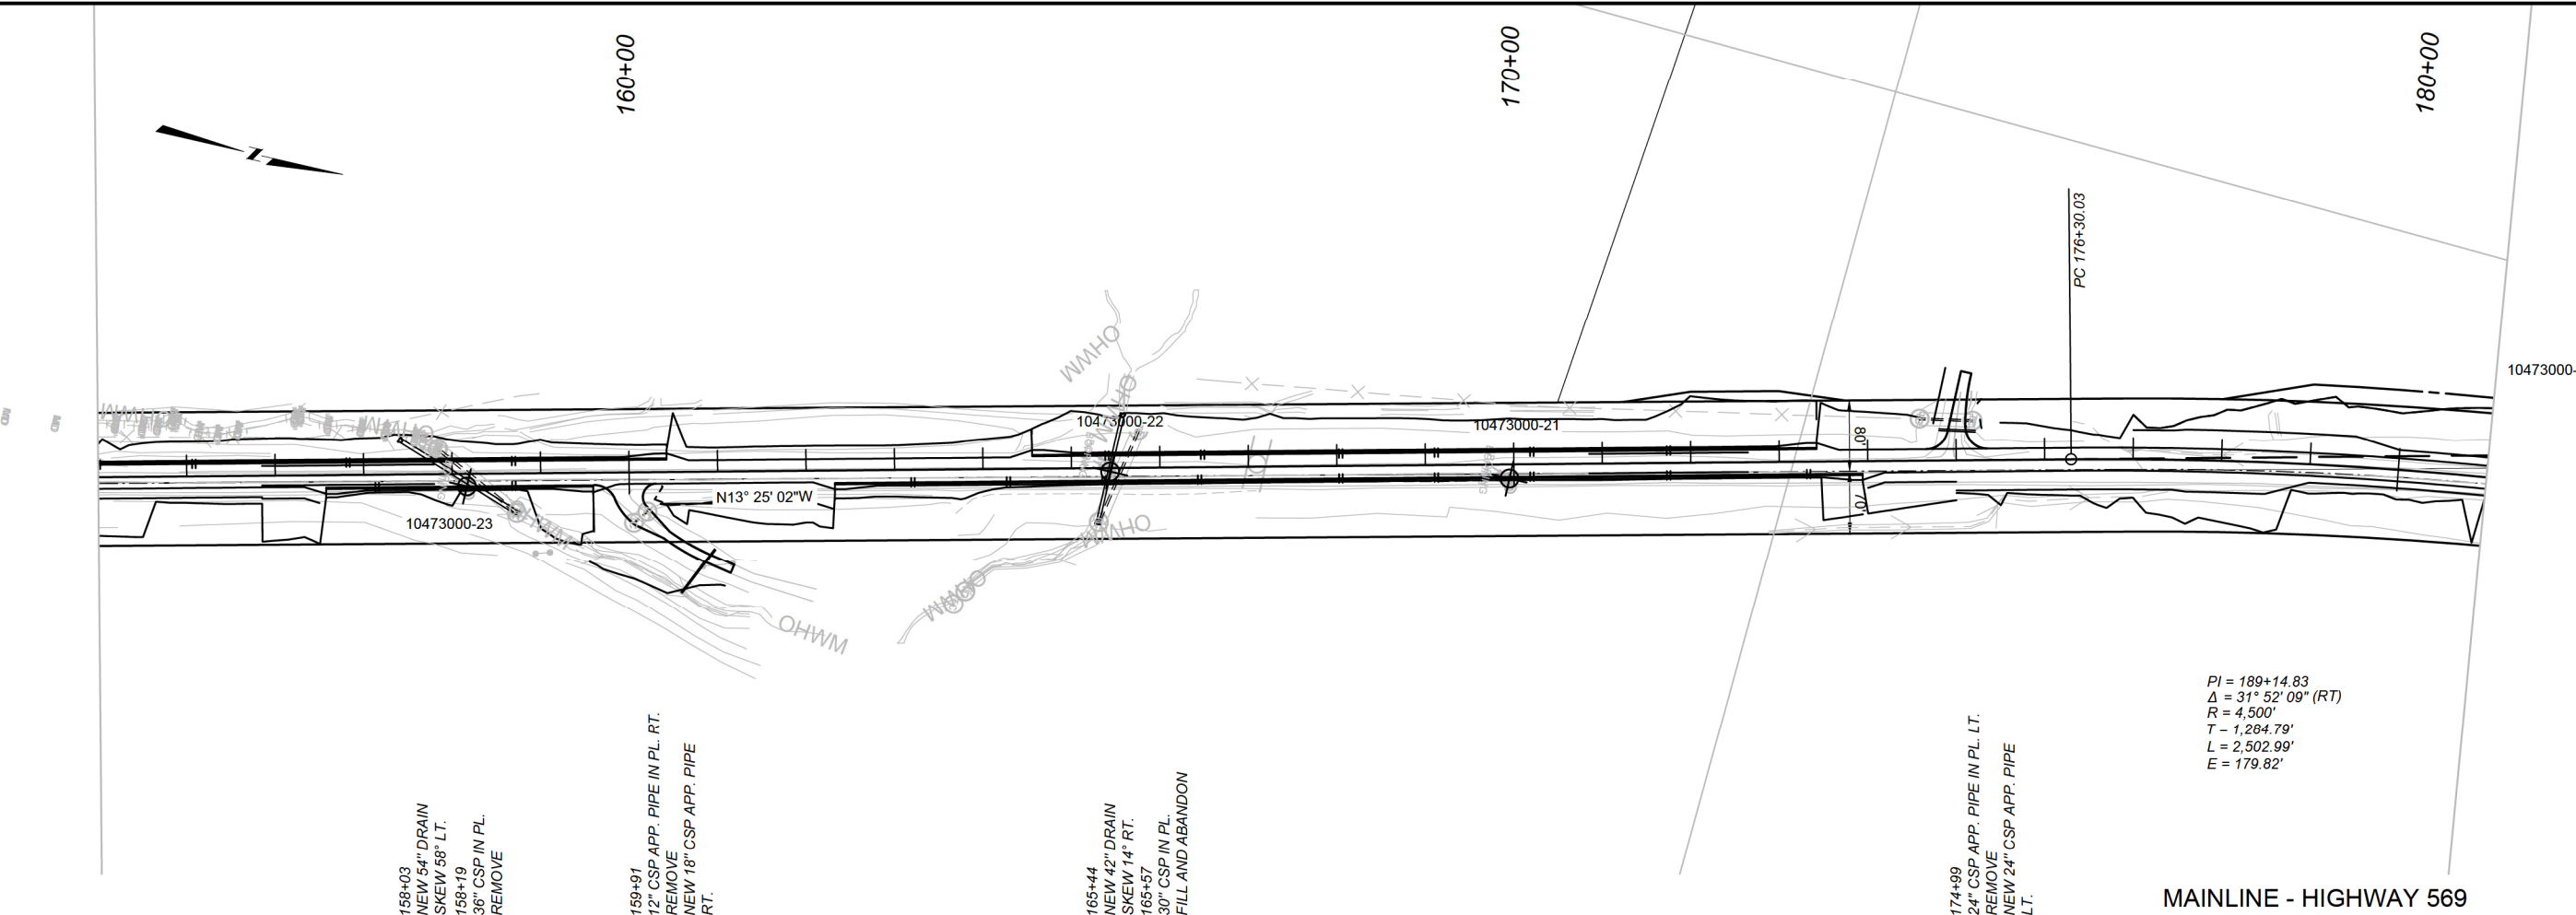 160+00
170+00
180+00
PC 176+30.03
OHWM
OHWM
OHWM
10473000-
10473000-22
10473000-21
80'
70'
N13° 25' 02"W
10473000-23
OHWM
OHWM
PI = 189+14.83
Δ = 31° 52' 09" (RT)
R = 4,500'
T = 1,284.79'
L = 2,502.99'
E = 179.82'
158+03
NEW 54" DRAIN
SKEW 58° LT.
158+19
36" CSP IN PL.
REMOVE
159+91
12" CSP APP. PIPE IN PL. RT.
REMOVE
NEW 18" CSP APP. PIPE
RT.
165+44
NEW 42" DRAIN
SKEW 14° RT.
165+57
30" CSP IN PL.
FILL AND ABANDON
174+99
24" CSP APP. PIPE IN PL. LT.
REMOVE
NEW 24" CSP APP. PIPE
LT.
MAINLINE - HIGHWAY 569